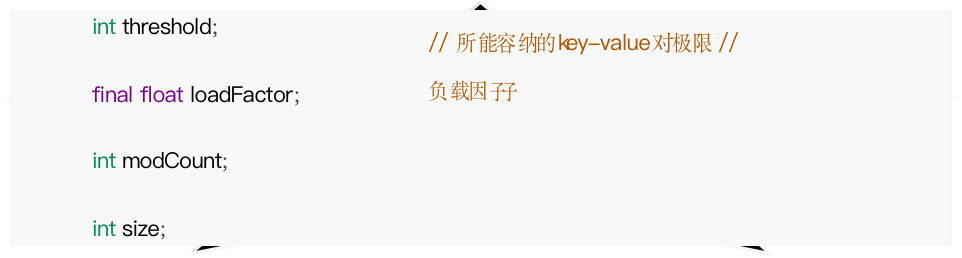 int threshold;
// 所能容纳的key-value对极限 //
final float loadFactor;
负载因子子
int modCount;
int size;